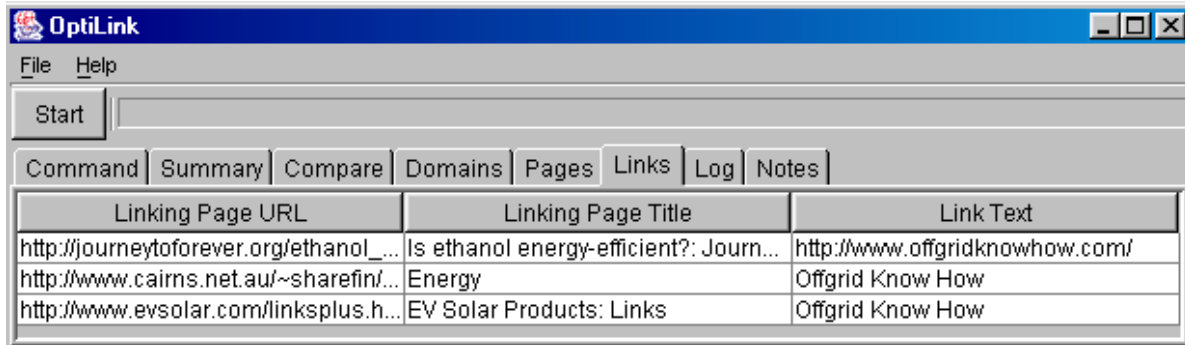 OptiLink
File Help
Start
Command Summary Compare Domains Pages Links Log Notes
Linking Page URL Linking Page Title Link Text
http://journeytoforever.org/ethanol_... Is ethanol energy-efficient?: Journ... http://www.offgridknowhow.com/
http://www.cairns.net.au/~sharefin/... Energy Offgrid Know How
http://www.evsolar.com/linksplus.h... EV Solar Products: Links Offgrid Know How